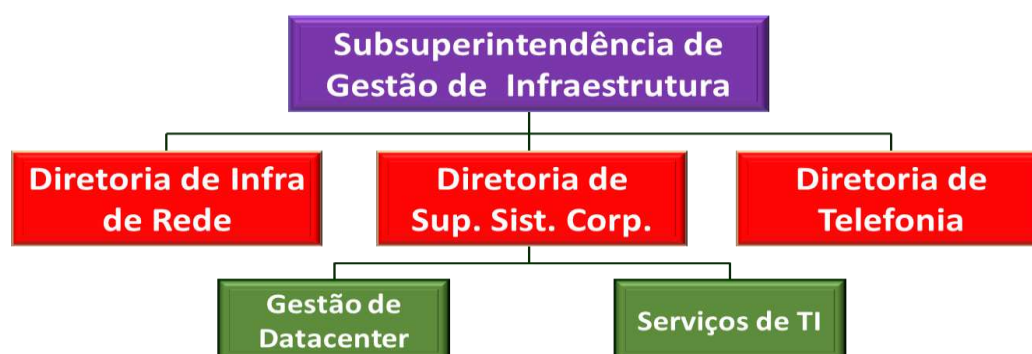 Subsuperintendência de
Gestão de Infraestrutura
Diretoria de Infra
de Rede
Diretoria de
Sup. Sist. Corp.
Diretoria de
Telefonia
Gestão de
Datacenter
Serviços de TI